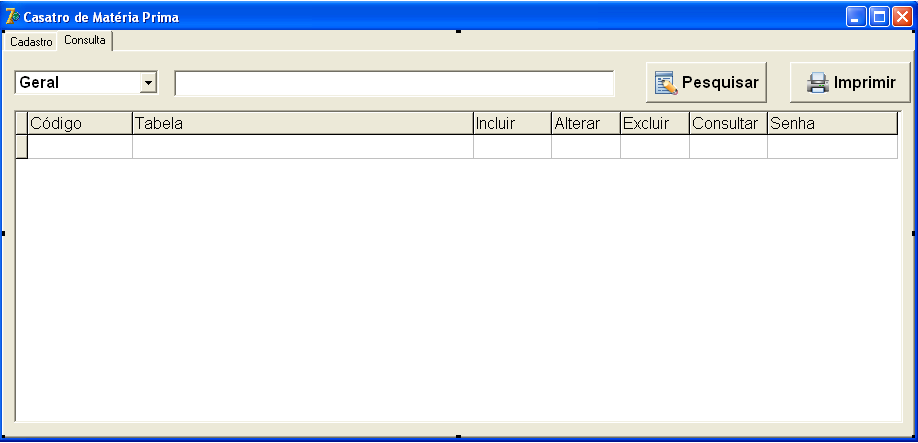 Casatro de Matéria Prima
Cadastro Consulta
Geral Pesquisar Imprimir
Código Tabela Incluir Alterar Excluir Consultar Senha